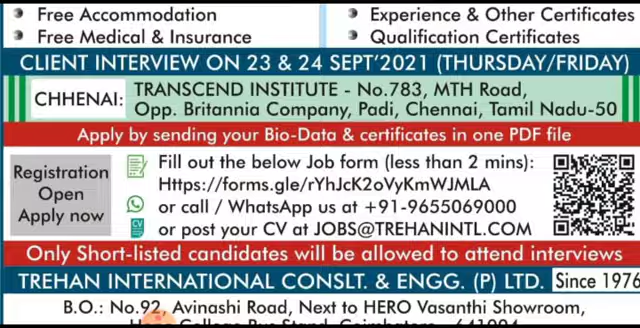 Free Accommodation
Experience & Other Certificates
Free Medical & Insurance
Qualification Certificates
CLIENT INTERVIEW ON 23 & 24 SEPT'2021 (THURSDAY/FRIDAY)
CHHENAI:
TRANSCEND INSTITUTE - No.783, MTH Road,
Opp. Britannia Company, Padi, Chennai, Tamil Nadu-50
Apply by sending your Bio-Data & certificates in one PDF file
Registration
Open
Apply now
Fill out the below Job form (less than 2 mins):
Https://forms.gle/rYhJcK2oVyKmWJMLA
or call / WhatsApp us at +91-9655069000
CV
or post your CV at JOBS@TREHANINTL.COM
Only Short-listed candidates will be allowed to attend interviews
TREHAN INTERNATIONAL CONSLT. & ENGG. (P) LTD. Since 1976
B.O.: No.92, Avinashi Road, Next to HERO Vasanthi Showroom,
College Bus Stand, Coimbatore